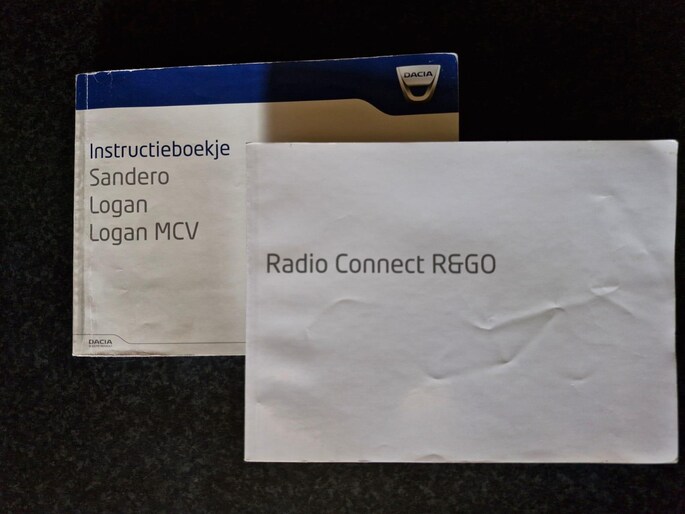 DACIA
Instructieboekje
Sandero
Logan
Logan MCV
DACIA
Radio Connect R&GO